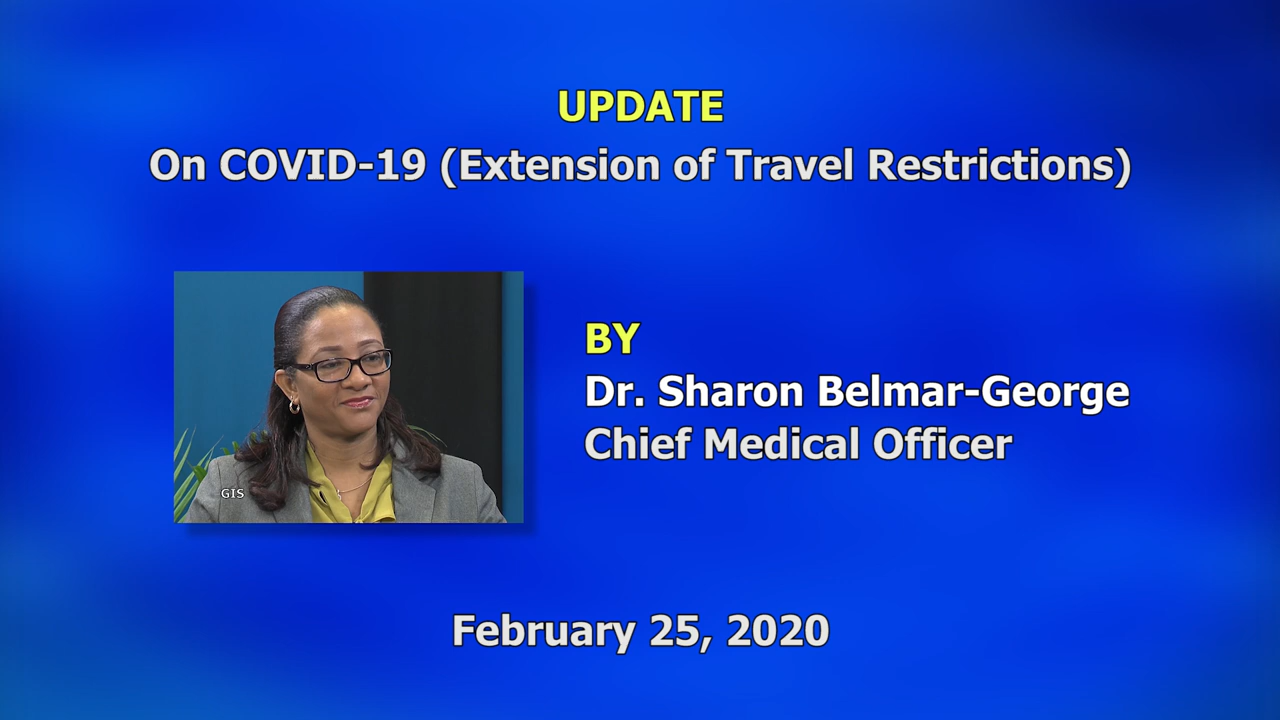 UPDATE
On COVID-19 (Extension of Travel Restrictions)
BY
Dr. Sharon Belmar-George
Chief Medical Officer
GIS
February 25, 2020